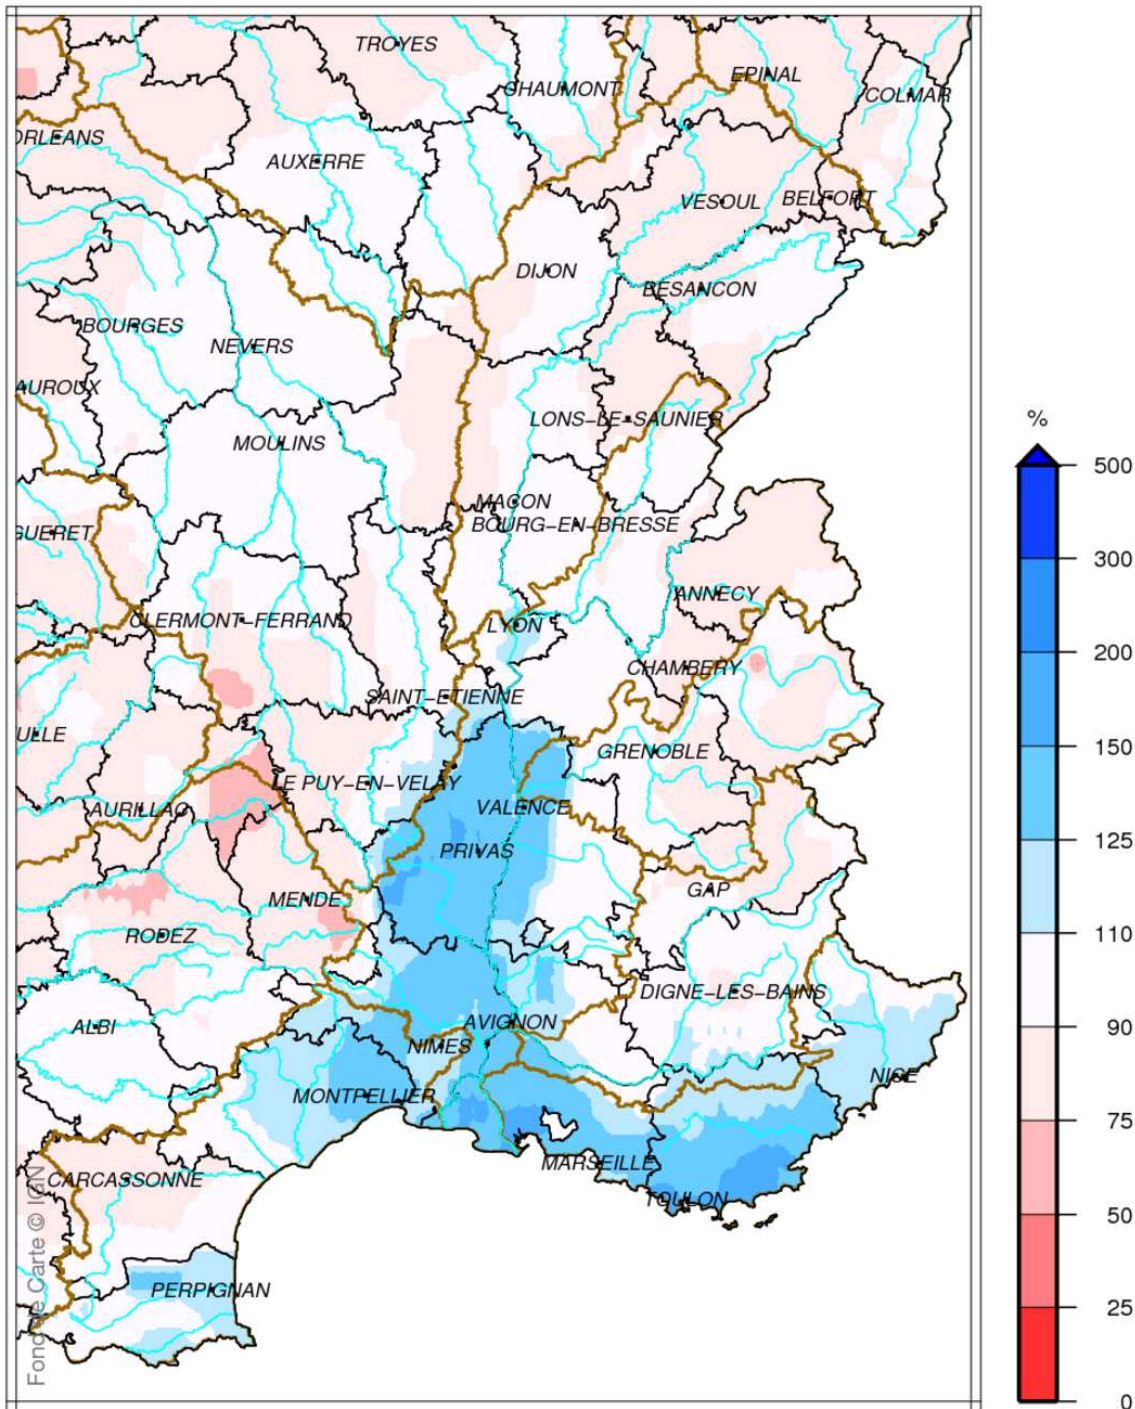 TROYES
EPINAL
CHAUMONT
COLMAR
ORLEANS
AUXERRE
VESOUL
BELFORT
DIJON
BESANCON
BOURGES
NEVERS
AUROUX
LONS-LE-SAUNIER
MOULINS
MACON
BOURG-EN-BRESSE
GUERET
ANNECY
CLERMONT-FERRAND
LYON
CHAMBERY
SAINT-ETIENNE
ULLE
GRENOBLE
LE PUY-EN-VELAY
AURILLAC
VALENCE
PRIVAS
GAP
MENDE
RODEZ
DIGNE-LES-BAINS
ALBI
AVIGNON
NIMES
NICE
MONTPELLIER
MARSEILLE
CARCASSONNE
TOULON
PERPIGNAN
Fond de Carte © IGN
%
500
300
200
150
125
110
90
75
50
25
0